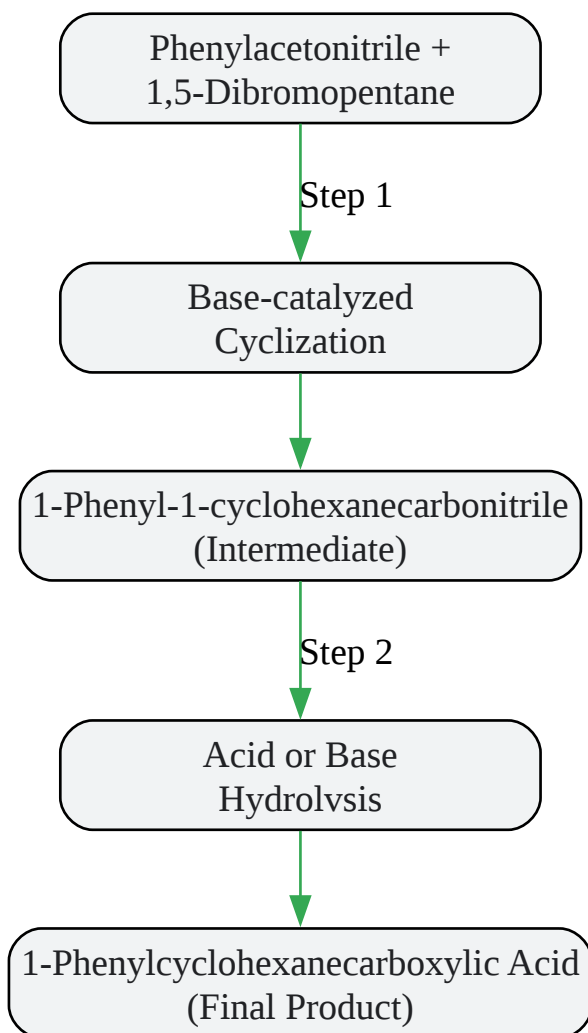 Phenylacetonitrile +
1,5-Dibromopentane
Step 1
Base-catalyzed
Cyclization
1-Phenyl-1-cyclohexanecarbonitrile
(Intermediate)
Step 2
Acid or Base
Hydrolvsis
1-Phenylcyclohexanecarboxylic Acid
(Final Product)